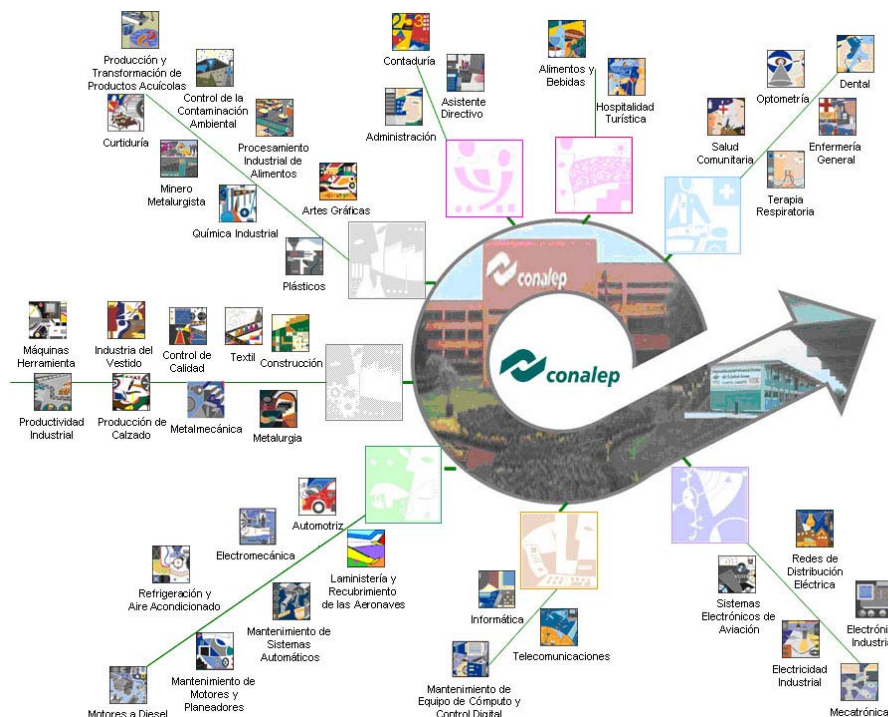 Producción y
Transformación de
Productos Acuícolas
Control de la
Contaminación
Ambiental
Curtiduría
Procesamiento
Industrial de
Alimentos
Minero
Metalurgista
Artes Gráficas
Química Industrial
Plásticos
Contaduría
Asistente
Directivo
Administración
Alimentos y
Bebidas
Hospitalidad
Turística
Optometría
Dental
Salud
Comunitaria
Enfermería
General
Terapia
Respiratoria
conalep
conalep
Máquinas
Herramienta
Industria del
Vestido
Control de
Calidad
Textil
Construcción
Productividad
Industrial
Producción de
Calzado
Metalmecánica
Metalurgia
Automotriz
Electromecánica
Laministería y
Recubrimiento
de las Aeronaves
Refrigeración y
Aire Acondicionado
Mantenimiento de
Sistemas
Automáticos
Mantenimiento de
Motores y
Planeadores
Motores a Diesel
Informática
Telecomunicaciones
Mantenimiento de
Equipo de Cómputo y
Control Digital
Redes de
Distribución
Eléctrica
Sistemas
Electrónicos de
Aviación
Electrónic
Industria
Electricidad
Industrial
Mecatrónica